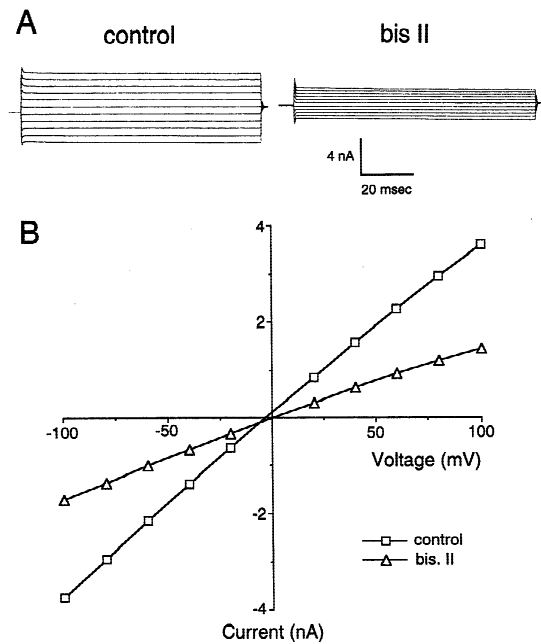 A
control
bis II
4 nA
20 msec
B
4
2
-100
-50
50
100
Voltage (mV)
-2
control
bis. II
-4
Current (nA)